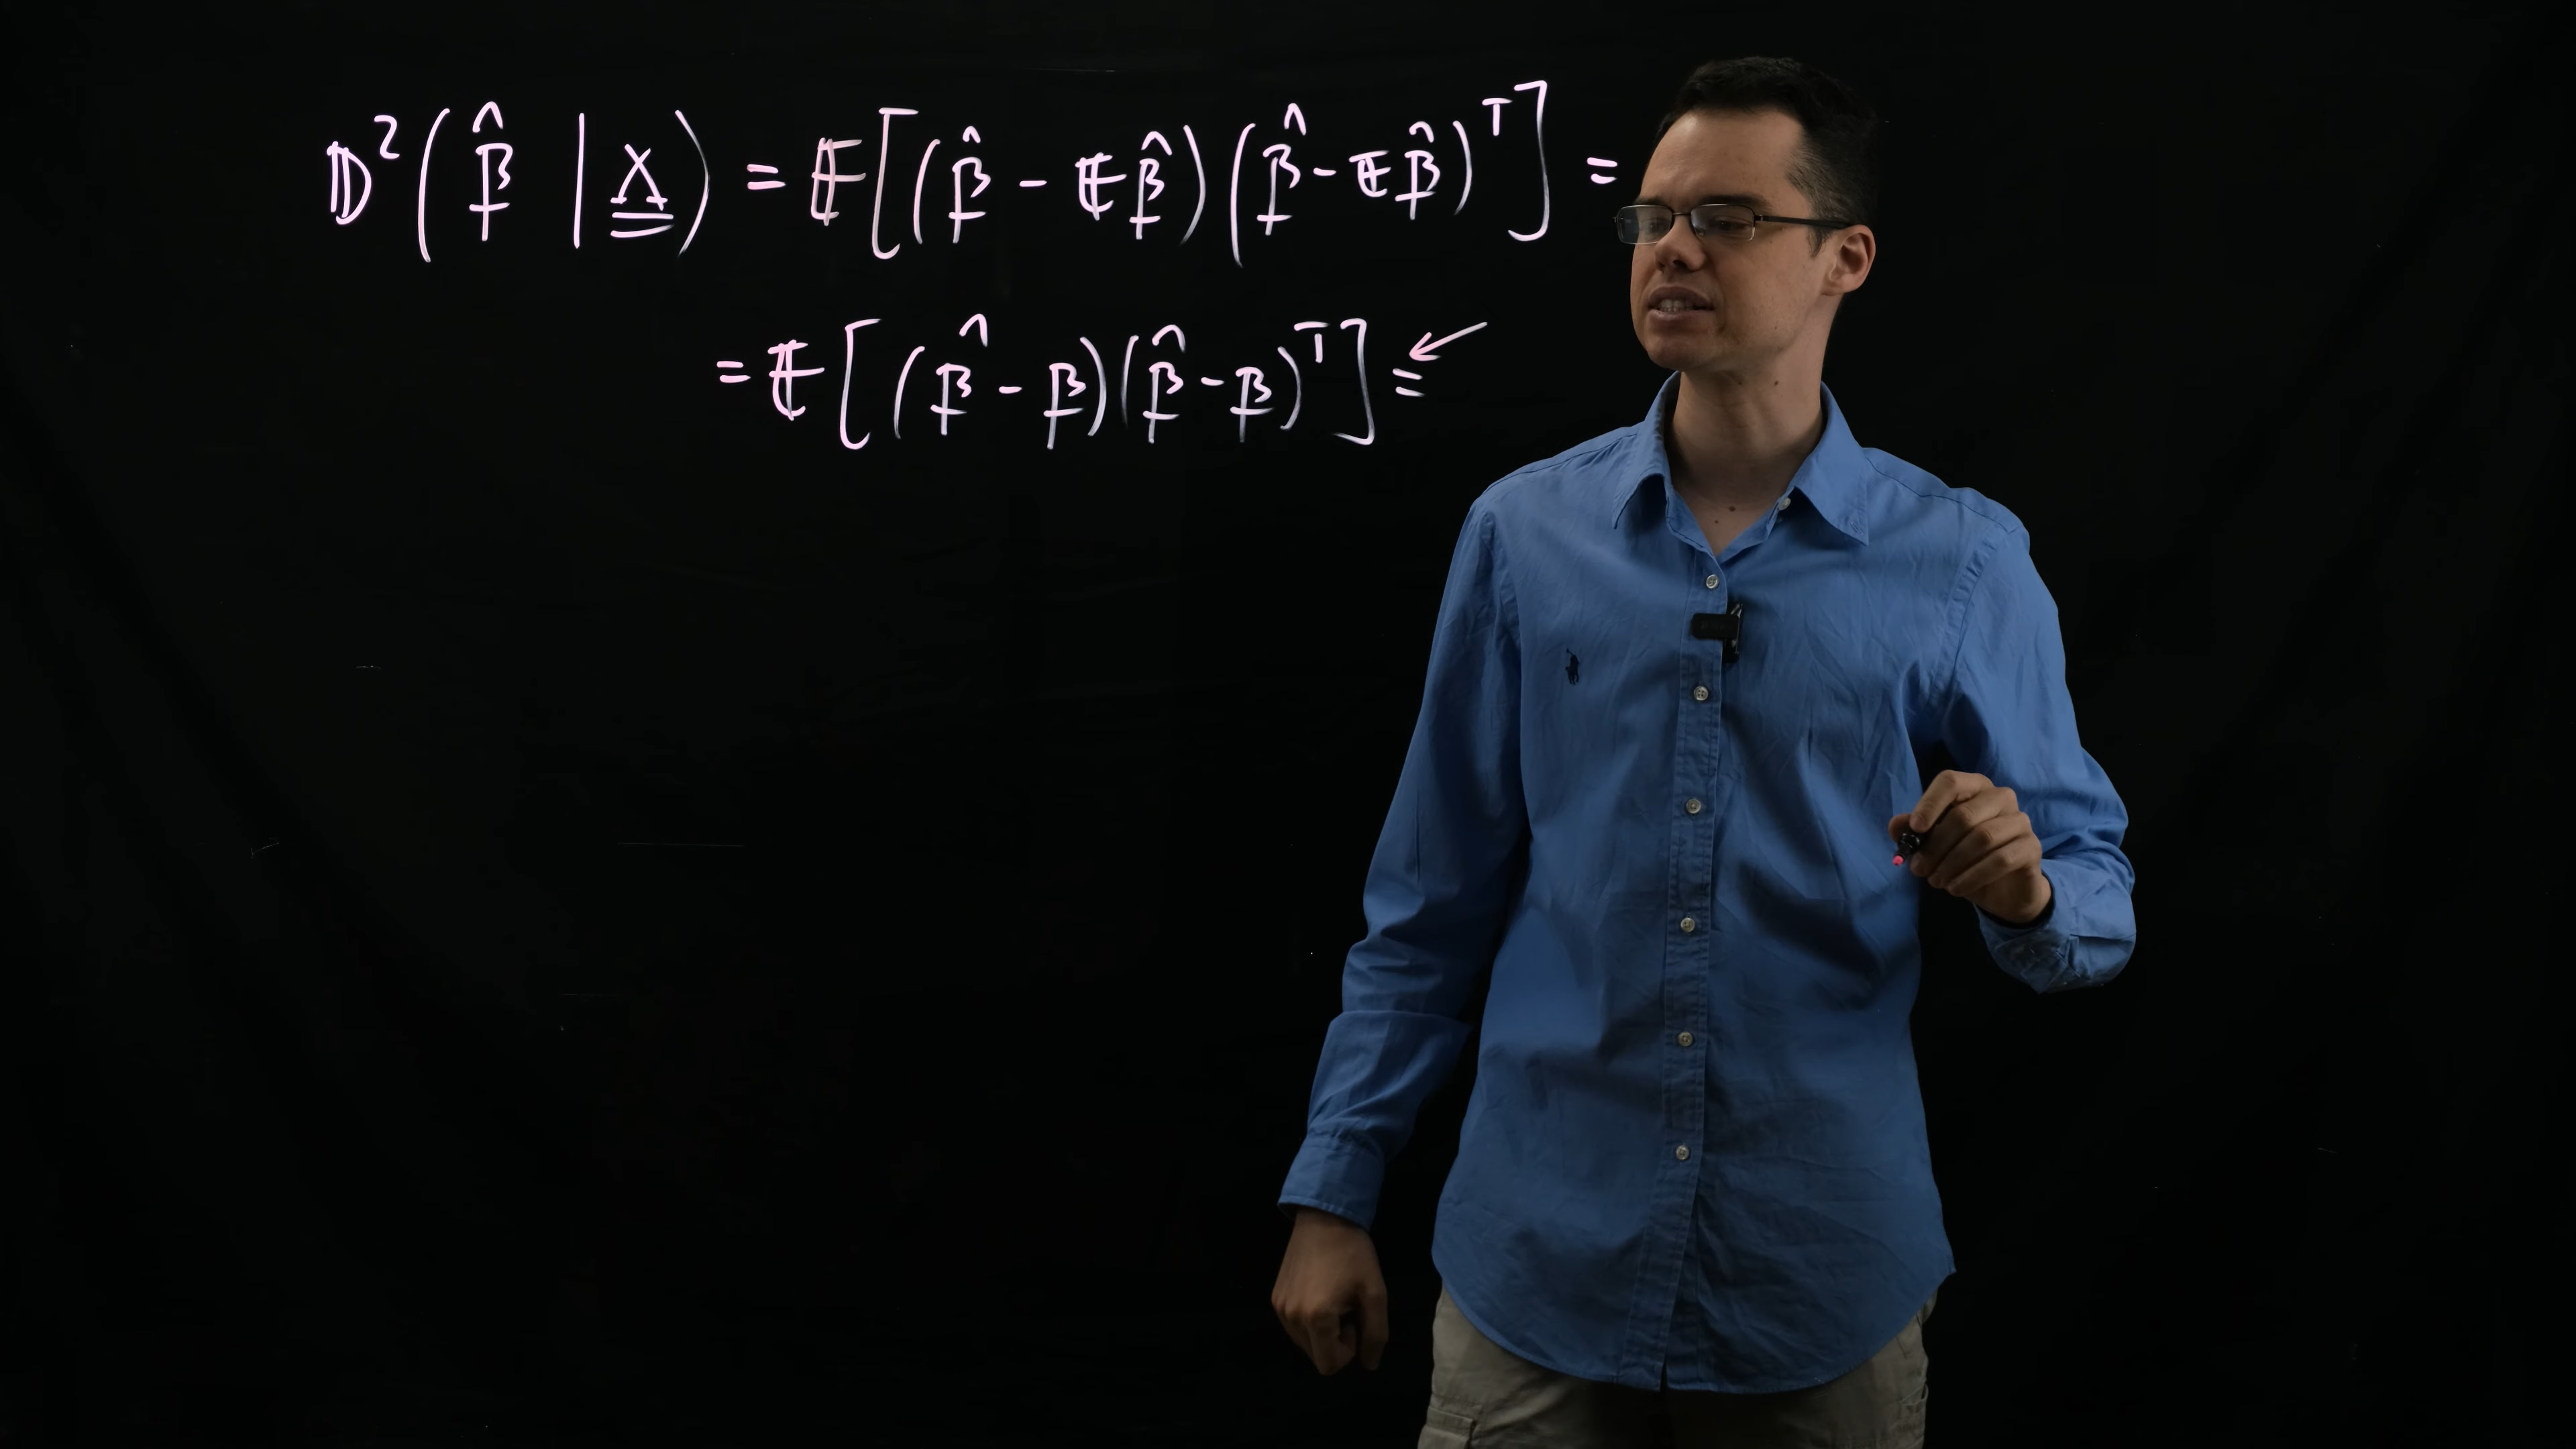 𝔻²(β̂ | X̳) = 𝔼[(β̂ - 𝔼β̂)(β̂ - 𝔼β̂)ᵀ] =
= 𝔼[(β̂ - β)(β̂ - β)ᵀ] = ↙